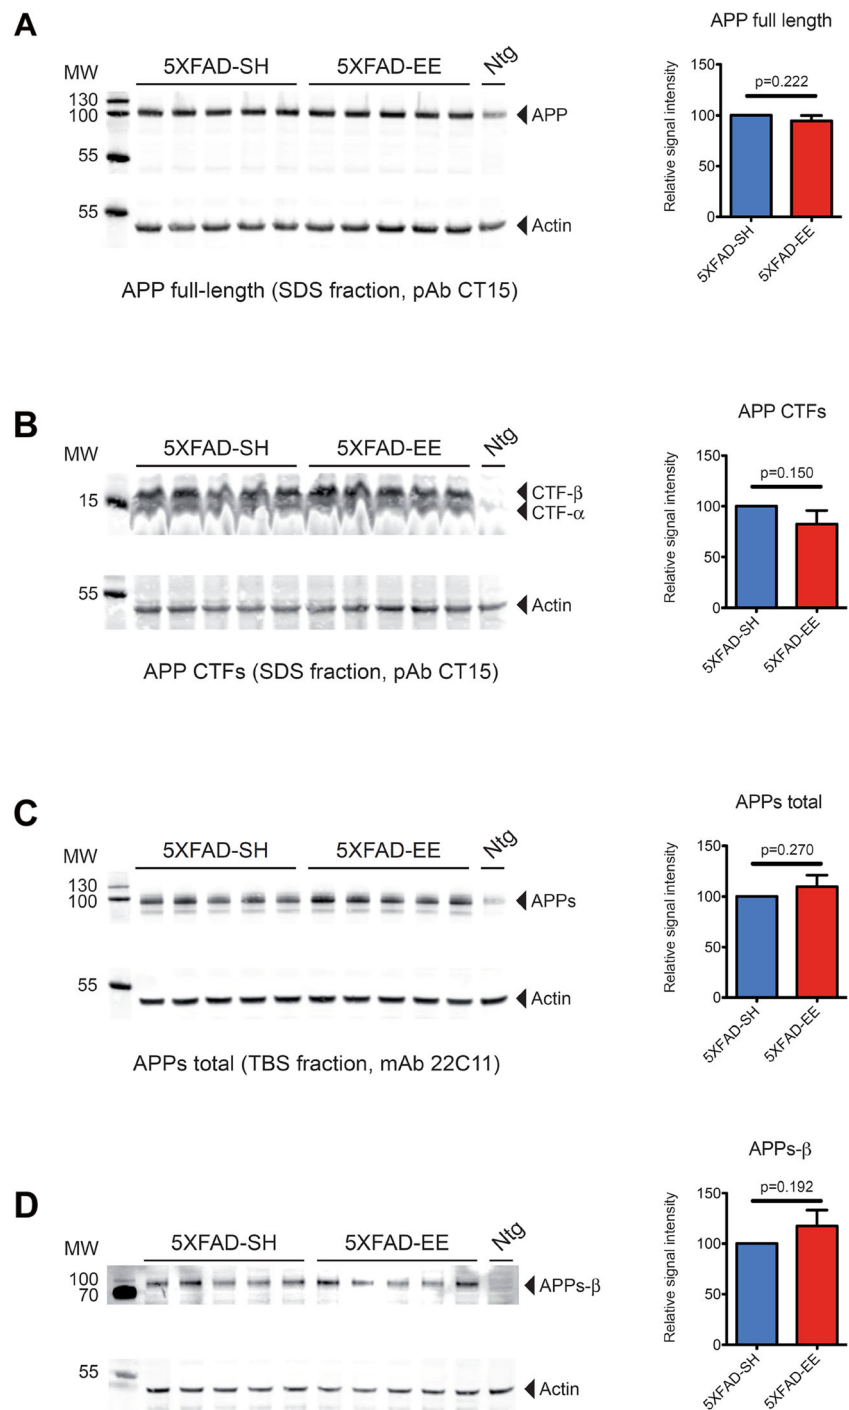 A
MW
5XFAD-SH
5XFAD-EE
Ntg
130
100
55
55
APP
Actin
APP full-length (SDS fraction, pAb CT15)
APP full length
Relative signal intensity
150
100
50
0
p=0.222
5XFAD-SH
5XFAD-EE
B
MW
5XFAD-SH
5XFAD-EE
Ntg
15
55
CTF-β
CTF-α
Actin
APP CTFs (SDS fraction, pAb CT15)
APP CTFs
Relative signal intensity
150
100
50
0
p=0.150
5XFAD-SH
5XFAD-EE
C
MW
5XFAD-SH
5XFAD-EE
Ntg
130
100
55
APPs
Actin
APPs total (TBS fraction, mAb 22C11)
APPs total
Relative signal intensity
150
100
50
0
p=0.270
5XFAD-SH
5XFAD-EE
D
MW
5XFAD-SH
5XFAD-EE
Ntg
100
70
55
APPs-β
Actin
APPs-β
Relative signal intensity
150
100
50
0
p=0.192
5XFAD-SH
5XFAD-EE